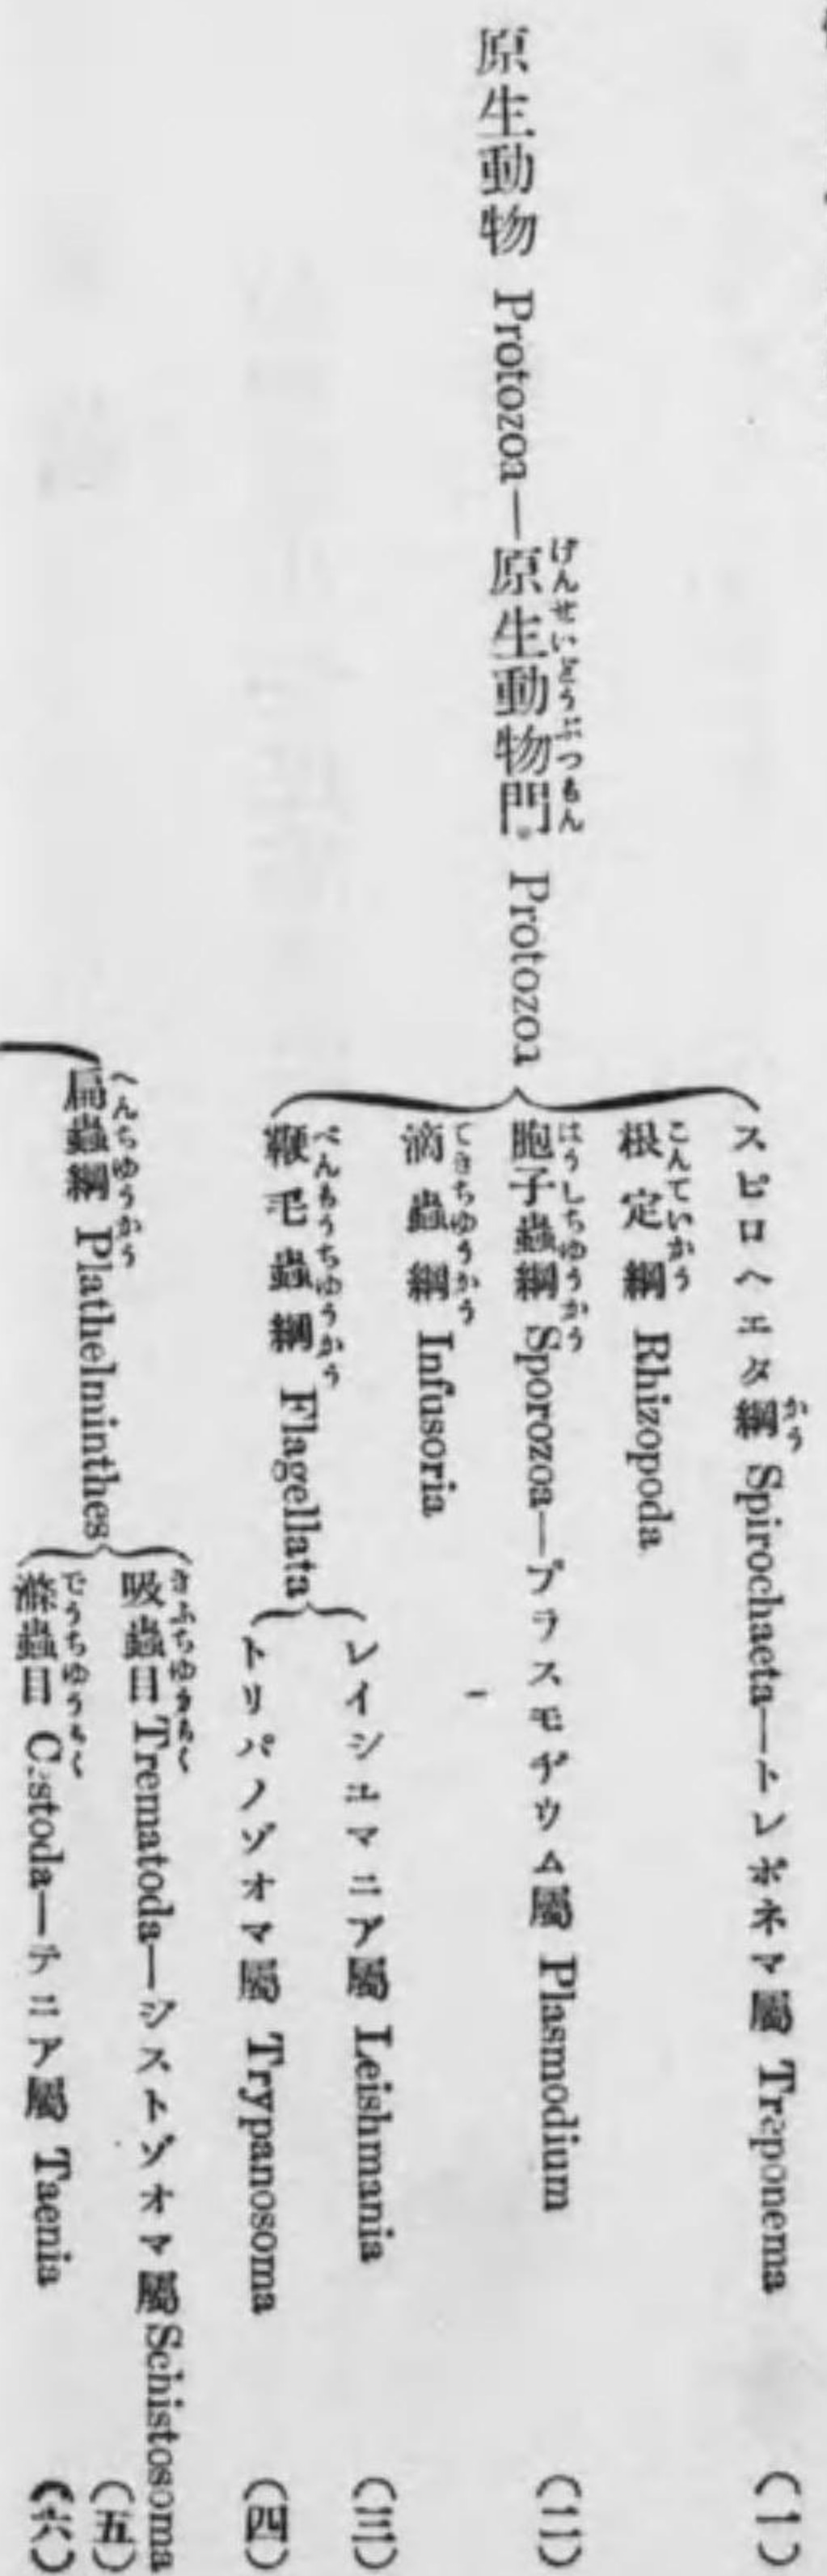 原生動物 Protozoa—原生動物門 Protozoa
スピロヘエタ綱 Spirochaeta—トレポネマ屬 Treponema (一)
根定綱 Rhizopoda
胞子蟲綱 Sporozoa—プラスモヂウム屬 Plasmodium (二)
滴蟲綱 Infusoria
鞭毛蟲綱 Flagellata
レイシュマニア屬 Leishmania (三)
トリパノゾオマ屬 Trypanosoma (四)
扁蟲綱 Plathelminthes
吸蟲目 Trematoda—シストゾオマ屬 Schistosoma (五)
滌蟲目 Cestoda—テニア屬 Taenia (六)